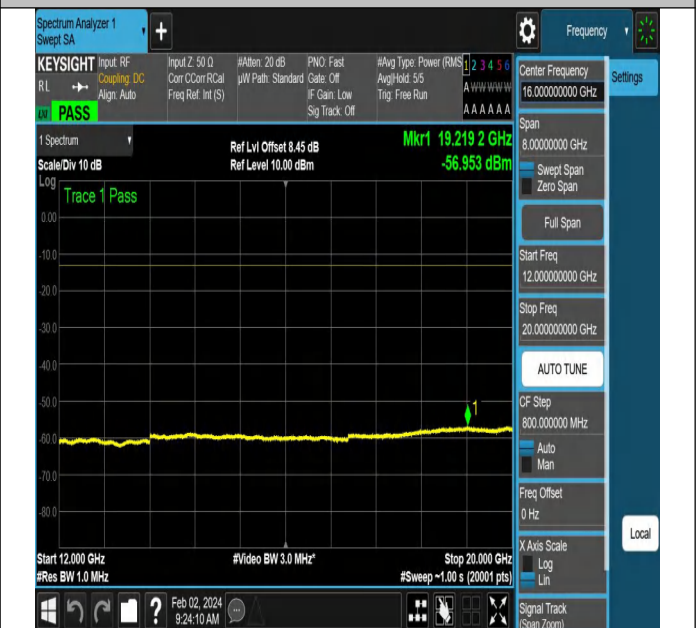 Spectrum Analyzer 1
Swept SA
+
Frequency
KEYSIGHT
RL
PASS
Input: RF
Coupling: DC
Align: Auto
Input Z: 50 Ω
Corr CCorr RCal
Freq Ref: Int (S)
#Atten: 20 dB
µW Path: Standard
PNO: Fast
Gate: Off
IF Gain: Low
Sig Track: Off
#Avg Type: Power (RMS
Avg|Hold: 5/5
Trig: Free Run
1 2 3 4 5 6
A W W W W W
A A A A A A
Center Frequency
16.000000000 GHz
Settings
Span
8.00000000 GHz
Swept Span
Zero Span
Full Span
Start Freq
12.000000000 GHz
Stop Freq
20.000000000 GHz
AUTO TUNE
CF Step
800.000000 MHz
Auto
Man
Freq Offset
0 Hz
X Axis Scale
Log
Lin
Signal Track
(Span Zoom)
Local
1 Spectrum
Scale/Div 10 dB
Ref Lvl Offset 8.45 dB
Ref Level 10.00 dBm
Mkr1 19.219 2 GHz
-56.953 dBm
Log
Trace 1 Pass
0.00
-10.0
-20.0
-30.0
-40.0
-50.0
-60.0
-70.0
-80.0
1
Start 12.000 GHz
#Res BW 1.0 MHz
#Video BW 3.0 MHz*
Stop 20.000 GHz
#Sweep ~1.00 s (20001 pts)
?
Feb 02, 2024
9:24:10 AM